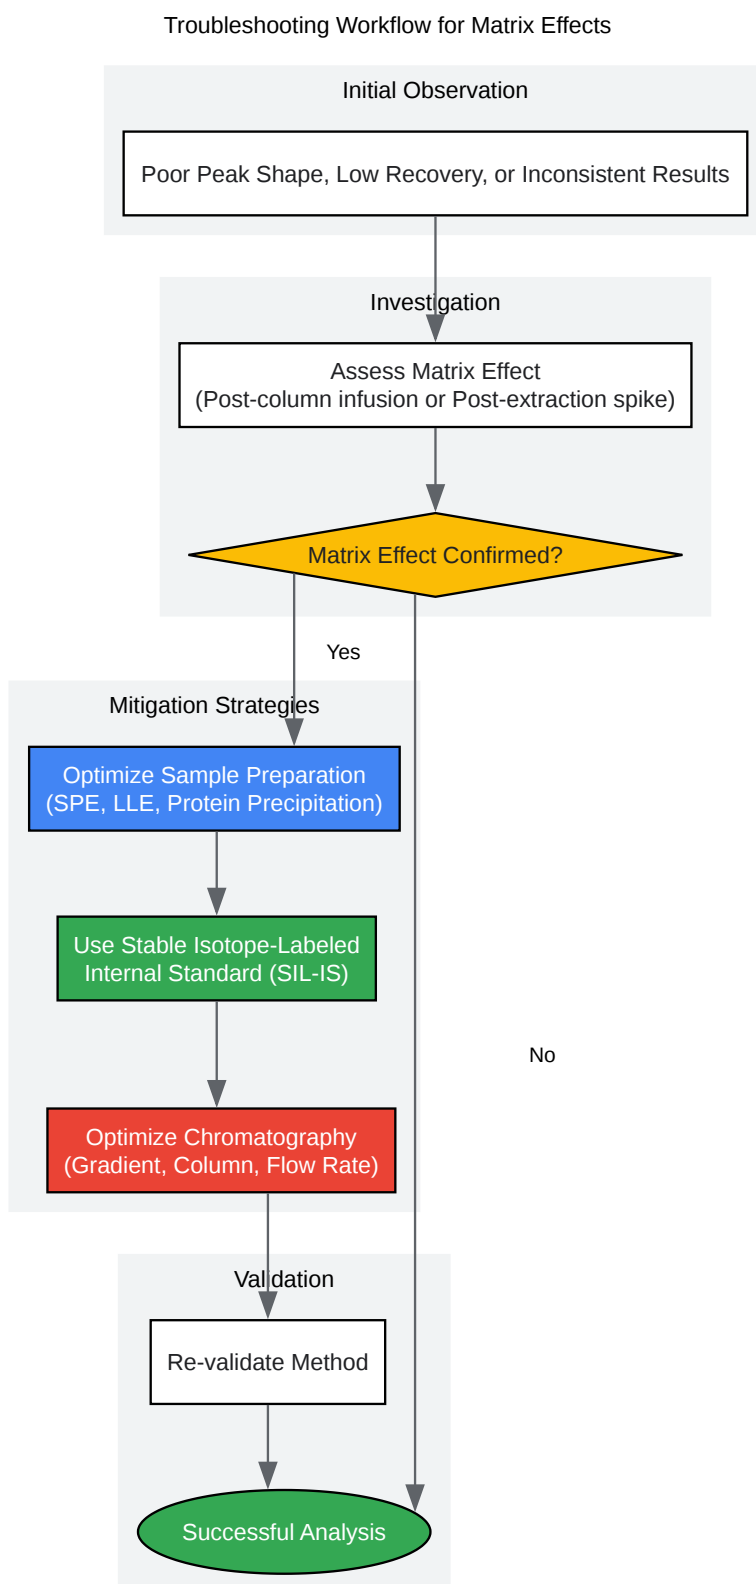 Troubleshooting Workflow for Matrix Effects
Initial Observation
Poor Peak Shape, Low Recovery, or Inconsistent Results
Investigation
Assess Matrix Effect
(Post-column infusion or Post-extraction spike)
Matrix Effect Confirmed?
Yes
Mitigation Strategies
Optimize Sample Preparation
(SPE, LLE, Protein Precipitation)
Use Stable Isotope-Labeled
Internal Standard (SIL-IS)
No
Optimize Chromatography
(Gradient, Column, Flow Rate)
Validation
Re-validate Method
Successful Analysis